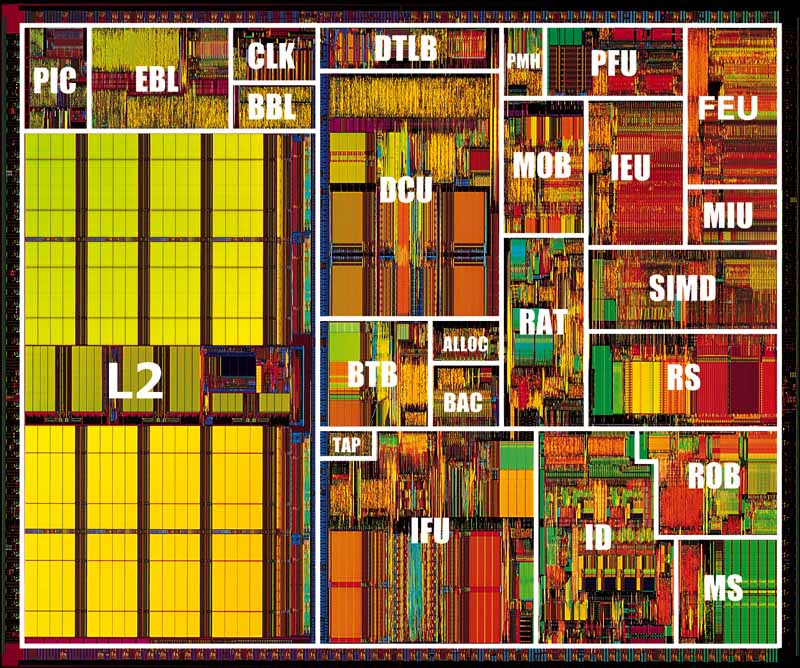 PIC
EBL
CLK
BBL
DTLB
PMH
PFU
FEU
DCU
MOB
IEU
MIU
L2
RAT
SIMD
BTB
ALLOC
BAC
RS
TAP
IFU
ID
ROB
MS